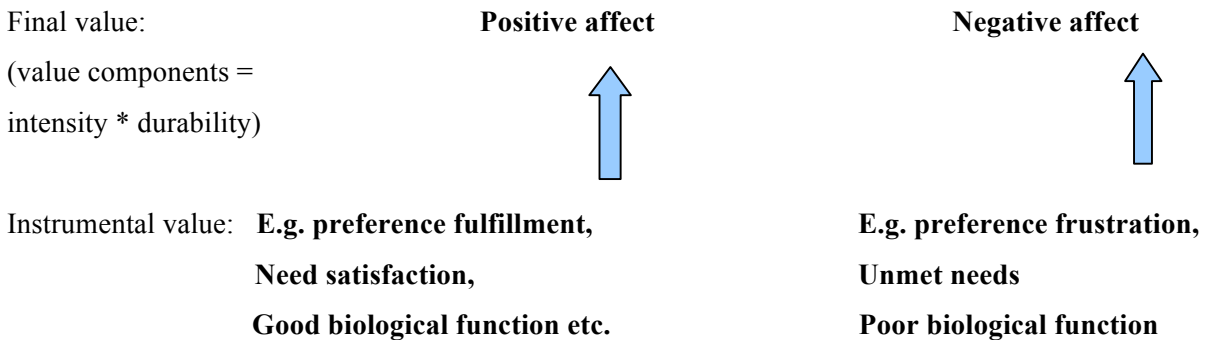 Final value: Positive affect Negative affect
(value components =
intensity * durability)
Instrumental value: E.g. preference fulfillment, E.g. preference frustration,
Need satisfaction, Unmet needs
Good biological function etc. Poor biological function